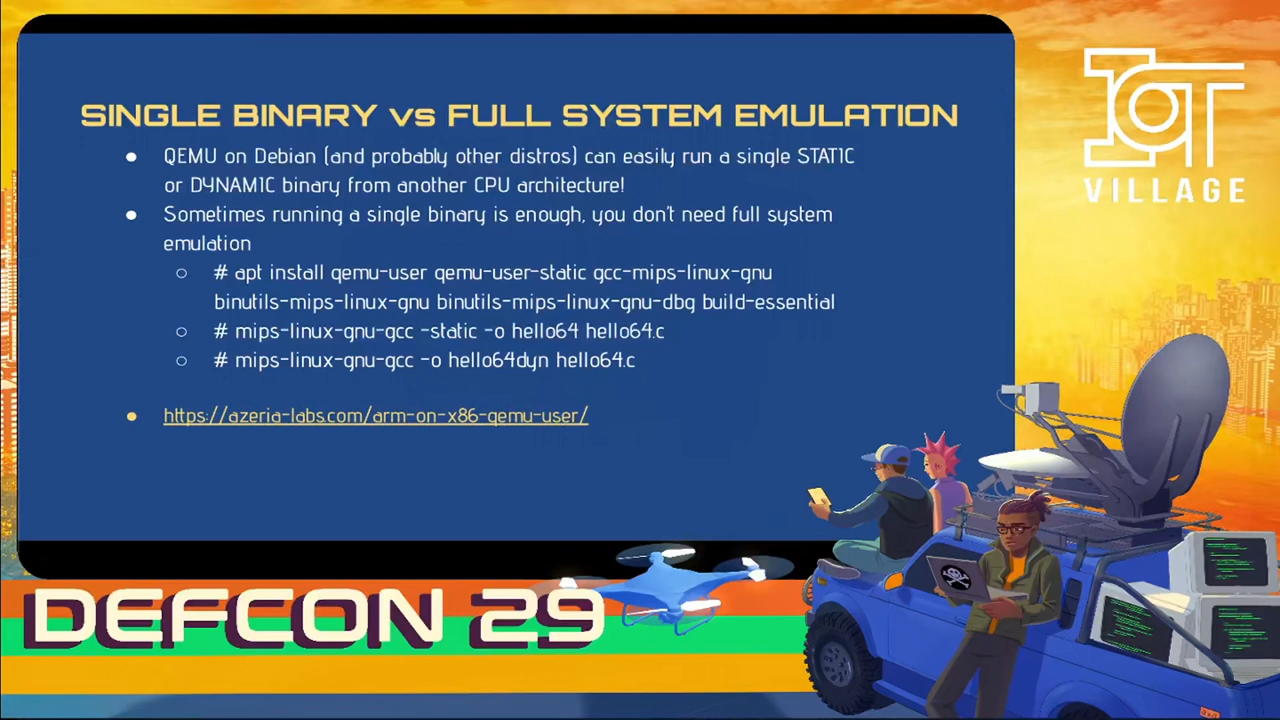 SINGLE BINARY vs FULL SYSTEM EMULATION
● QEMU on Debian (and probably other distros) can easily run a single STATIC
or DYNAMIC binary from another CPU architecture!
● Sometimes running a single binary is enough, you don't need full system
emulation
○ # apt install qemu-user qemu-user-static gcc-mips-linux-gnu
binutils-mips-linux-gnu binutils-mips-linux-gnu-dbg build-essential
○ # mips-linux-gnu-gcc -static -o hello64 hello64.c
○ # mips-linux-gnu-gcc -o hello64dyn hello64.c
● https://azeria-labs.com/arm-on-x86-qemu-user/
IOT
VILLAGE
DEFCON 29